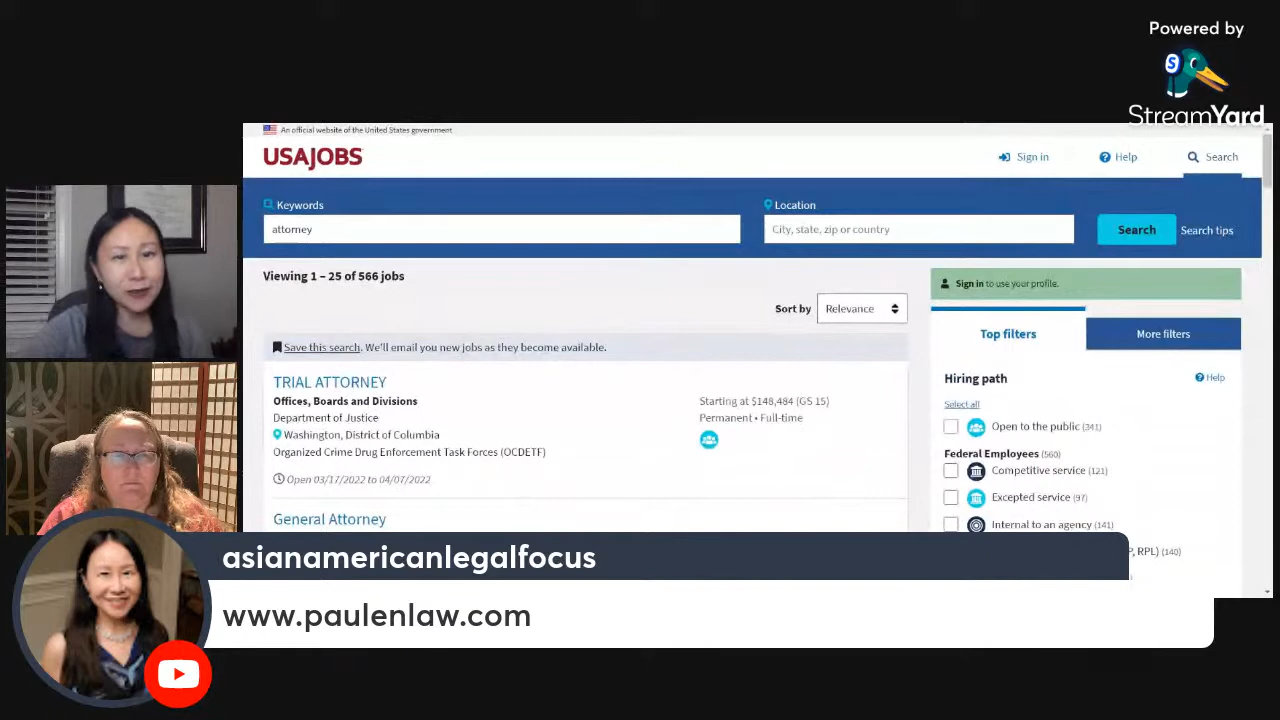 Powered by
StreamYard
An official website of the United States government
USAJOBS
Sign in
Help
Search
Keywords
Location
attorney
City, state, zip or country
Search
Search tips
Viewing 1 – 25 of 566 jobs
Sign in to use your profile.
Sort by
Relevance
Top filters
More filters
Save this search. We'll email you new jobs as they become available.
Hiring path
Help
Select all
TRIAL ATTORNEY
Offices, Boards and Divisions
Starting at $148,484 (GS 15)
Department of Justice
Permanent • Full-time
Washington, District of Columbia
Organized Crime Drug Enforcement Task Forces (OCDETF)
Open 03/17/2022 to 04/07/2022
General Attorney
Open to the public (341)
Federal Employees (560)
Competitive service (121)
Excepted service (97)
Internal to an agency (141)
P, RPL) (140)
asianamericanlegalfocus
www.paulenlaw.com